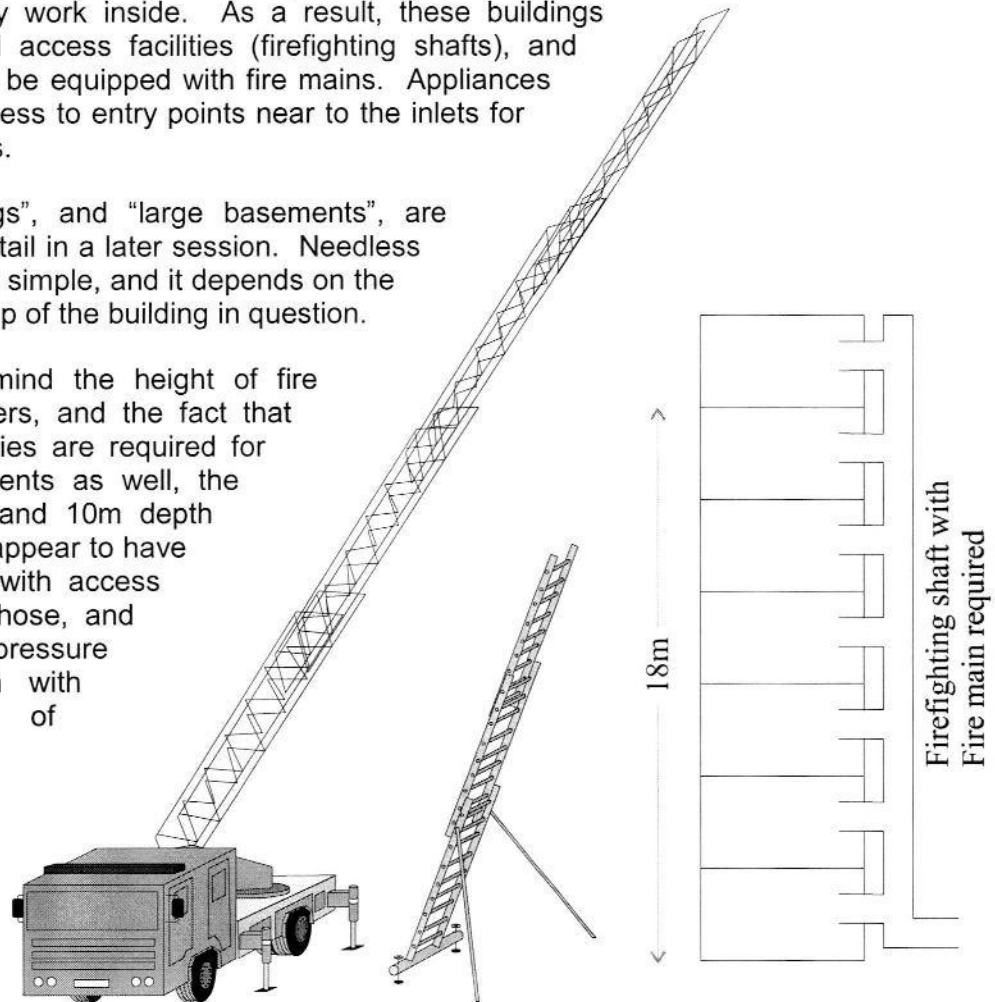 y work inside. As a result, these buildings
access facilities (firefighting shafts), and
be equipped with fire mains. Appliances
ess to entry points near to the inlets for
s.
gs”, and “large basements”, are
tail in a later session. Needless
simple, and it depends on the
p of the building in question.
mind the height of fire
ers, and the fact that
ies are required for
ents as well, the
and 10m depth
appear to have
with access
hose, and
pressure
with
of
18m
Firefighting shaft with
Fire main required